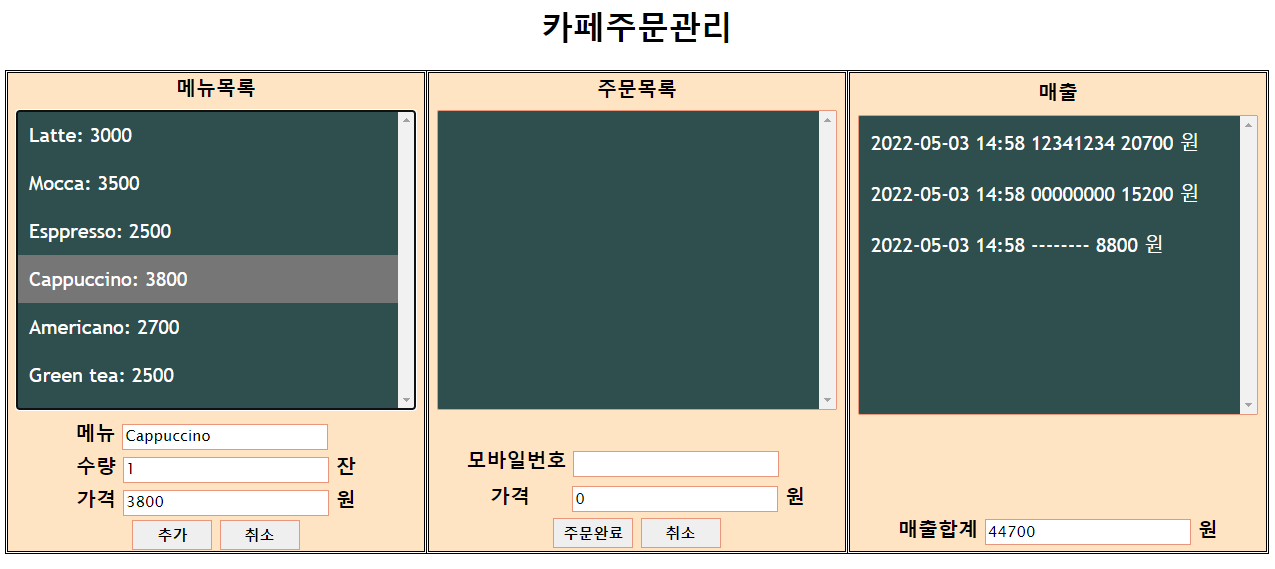 카페주문관리
메뉴목록
Latte: 3000
Mocca: 3500
Esppresso: 2500
Cappuccino: 3800
Americano: 2700
Green tea: 2500
메뉴 Cappuccino
수량 1 잔
가격 3800 원
추가 취소
주문목록
모바일번호
가격 0 원
주문완료 취소
매출
2022-05-03 14:58 12341234 20700 원
2022-05-03 14:58 00000000 15200 원
2022-05-03 14:58 -------- 8800 원
매출합계 44700 원